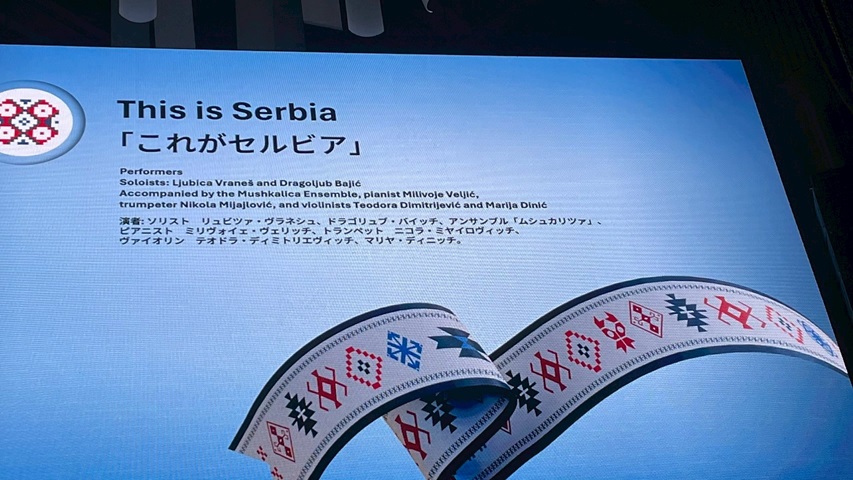 This is Serbia
「これがセルビア」
Performers
Soloists: Ljubica Vraneš and Dragoljub Bajić
Accompanied by the Mushkalica Ensemble, pianist Milivoje Veljić,
trumpeter Nikola Mijajlović, and violinists Teodora Dimitrijević and Marija Dinić
演者: ソリスト　リュビツァ・ヴラネシュ、ドラゴリュブ・バイッチ、アンサンブル「ムシュカリツァ」、
ピアニスト　ミリヴォイェ・ヴェリッチ、トランペット　ニコラ・ミヤイロヴィッチ、
ヴァイオリン　テオドラ・ディミトリエヴィッチ、マリヤ・ディニッチ。